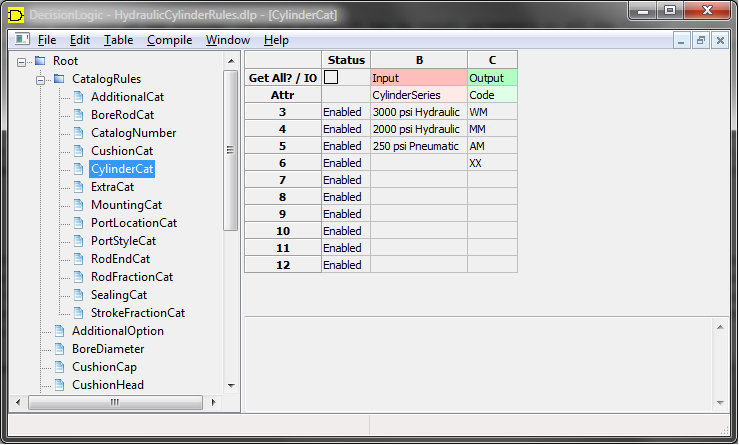 DecisionLogic - HydraulicCylinderRules.dlp - [CylinderCat]
File Edit Table Compile Window Help
Root
CatalogRules
AdditionalCat
BoreRodCat
CatalogNumber
CushionCat
CylinderCat
ExtraCat
MountingCat
PortLocationCat
PortStyleCat
RodEndCat
RodFractionCat
SealingCat
StrokeFractionCat
AdditionalOption
BoreDiameter
CushionCap
CushionHead
Status B C
Get All? / IO Input Output
Attr CylinderSeries Code
3 Enabled 3000 psi Hydraulic WM
4 Enabled 2000 psi Hydraulic MM
5 Enabled 250 psi Pneumatic AM
6 Enabled XX
7 Enabled
8 Enabled
9 Enabled
10 Enabled
11 Enabled
12 Enabled